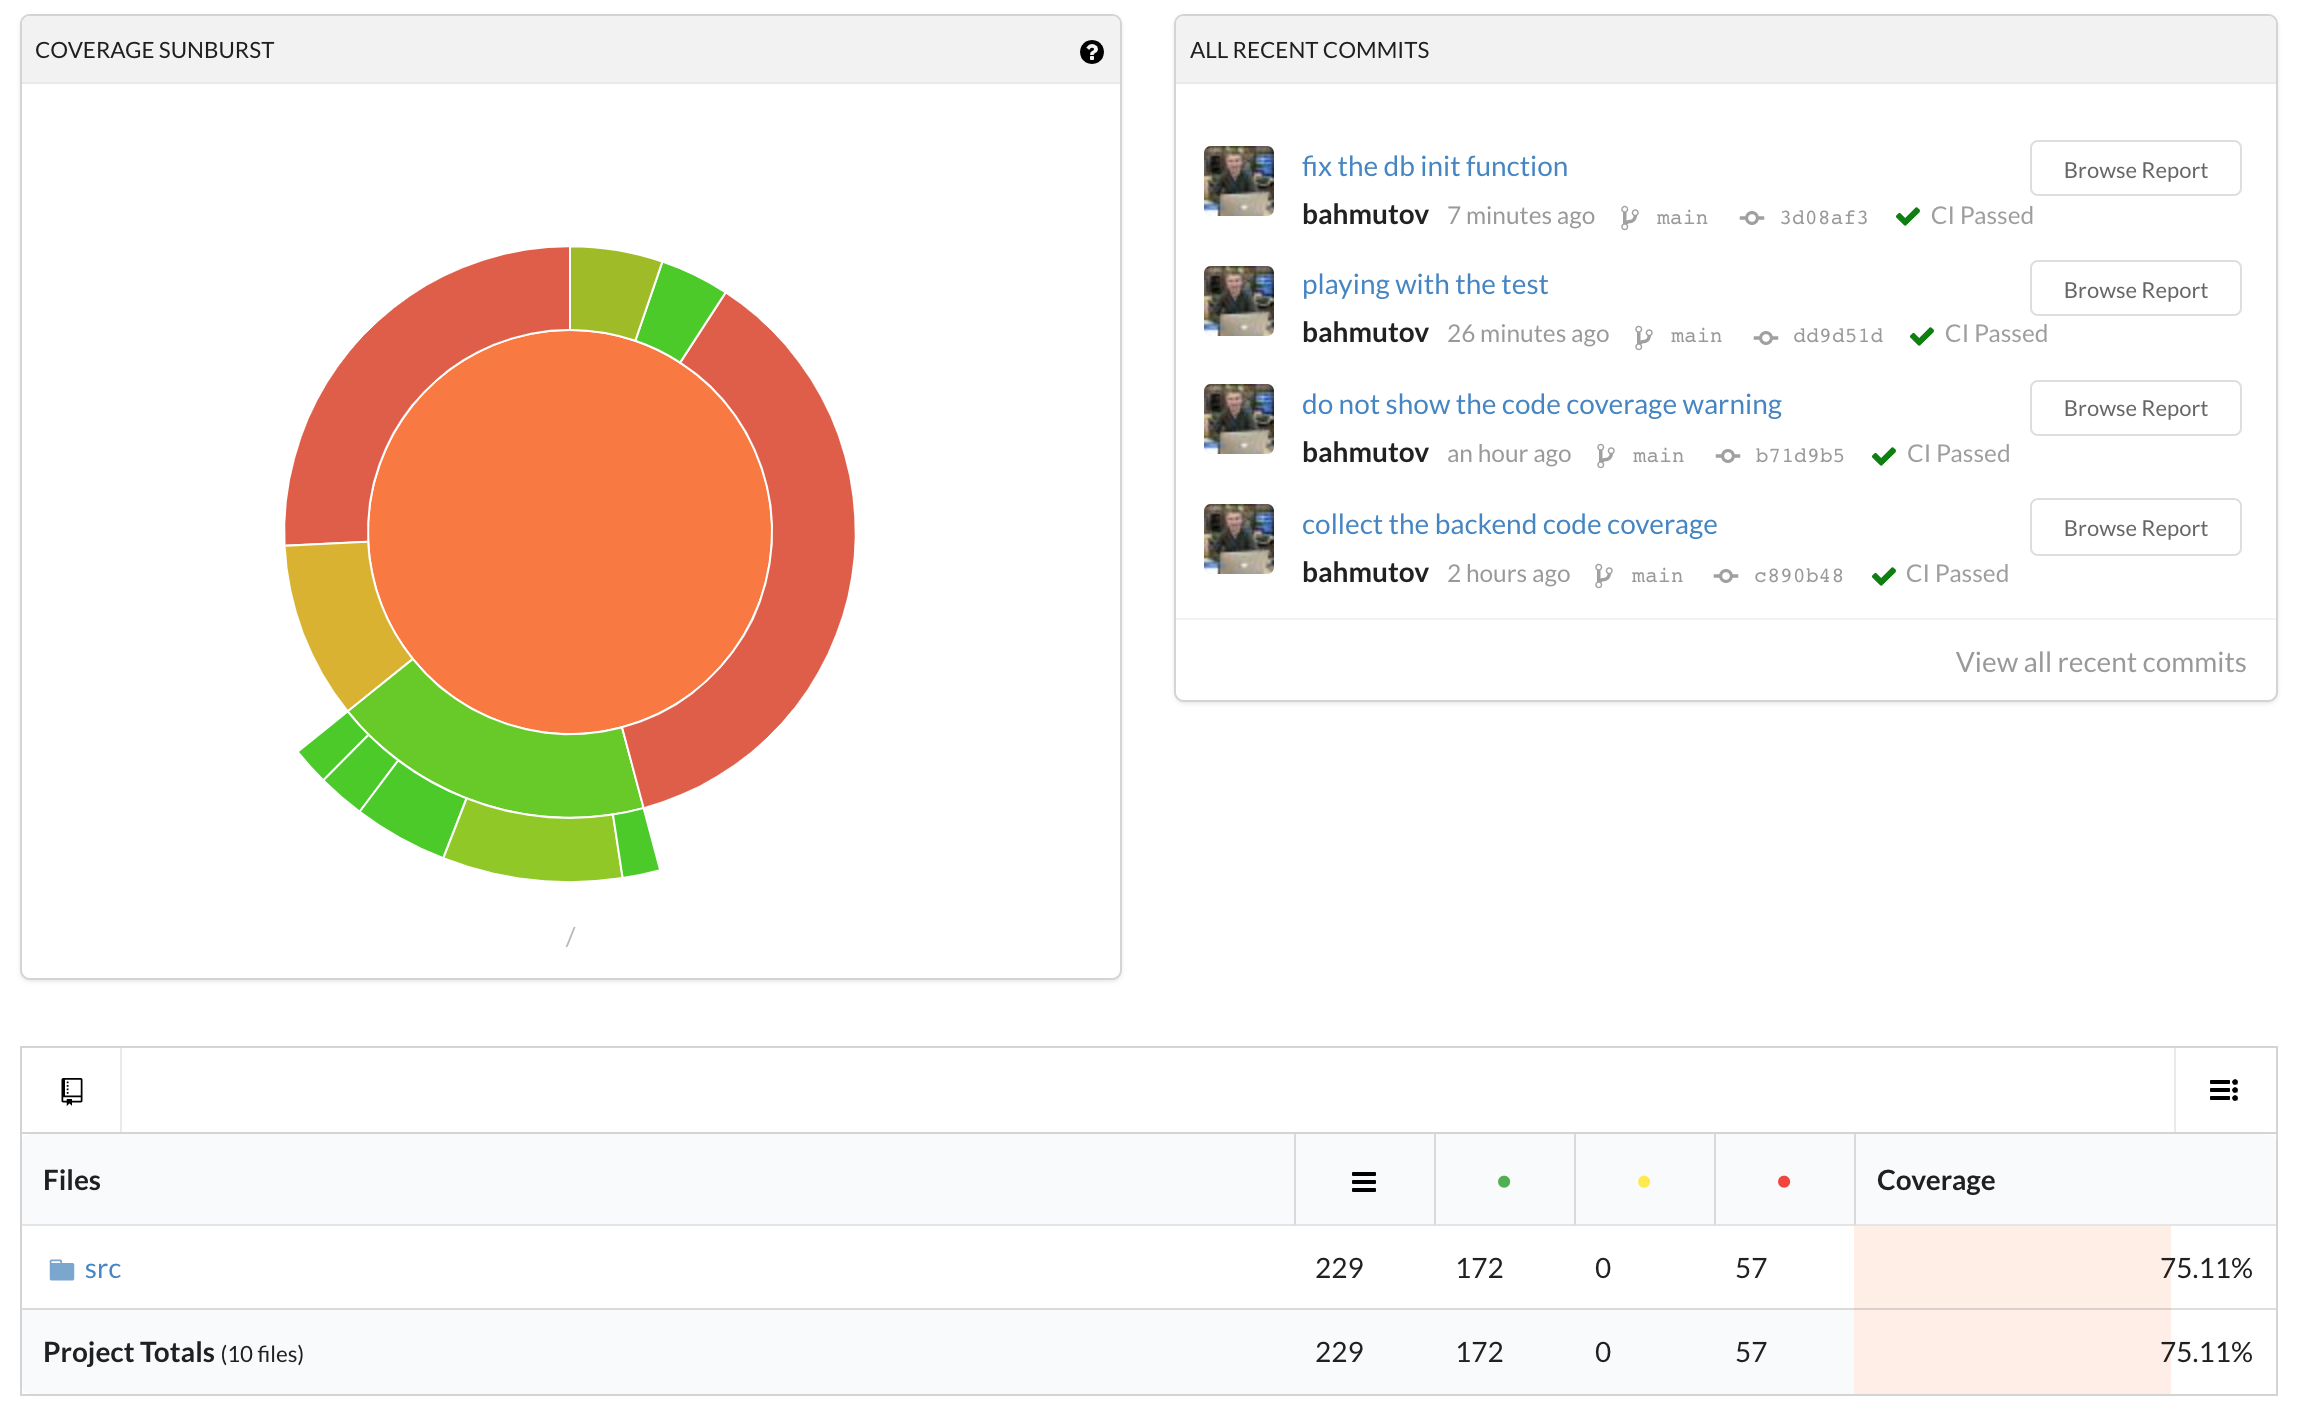 COVERAGE SUNBURST
/
ALL RECENT COMMITS
fix the db init function
Browse Report
bahmutov 7 minutes ago main 3d08af3 CI Passed
playing with the test
Browse Report
bahmutov 26 minutes ago main dd9d51d CI Passed
do not show the code coverage warning
Browse Report
bahmutov an hour ago main b71d9b5 CI Passed
collect the backend code coverage
Browse Report
bahmutov 2 hours ago main c890b48 CI Passed
View all recent commits
Files Coverage
src 229 172 0 57 75.11%
Project Totals (10 files) 229 172 0 57 75.11%